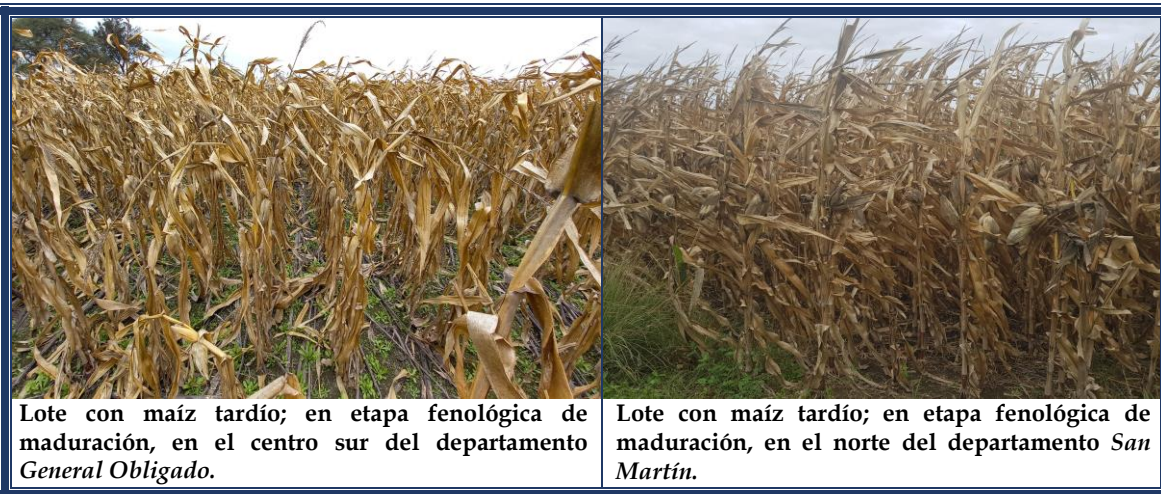 Lote con maíz tardío; en etapa fenológica de
maduración, en el centro sur del departamento
General Obligado.
Lote con maíz tardío; en etapa fenológica de
maduración, en el norte del departamento San
Martín.